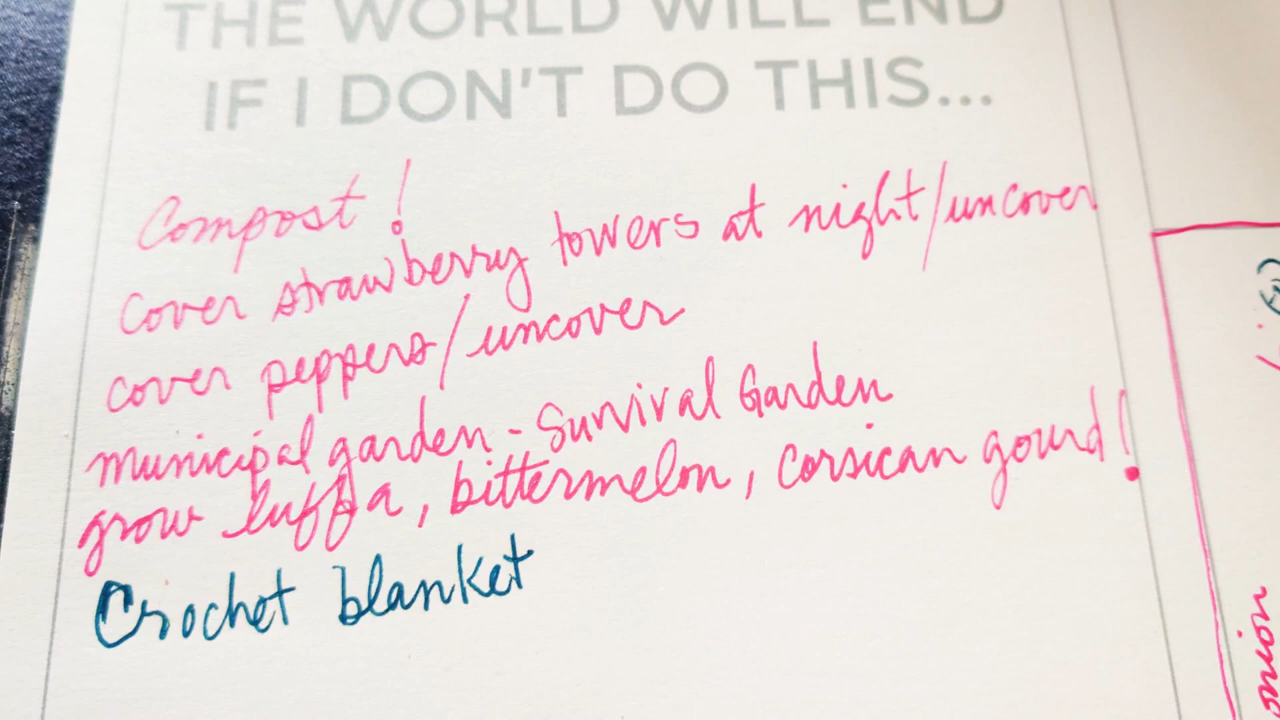 THE WORLD WILL END
IF I DON'T DO THIS...
Compost!
cover strawberry towers at night/uncover
cover peppers/uncover
municipal garden - Survival Garden
grow luffa, bittermelon, corsican gourd!
Crochet blanket
onion